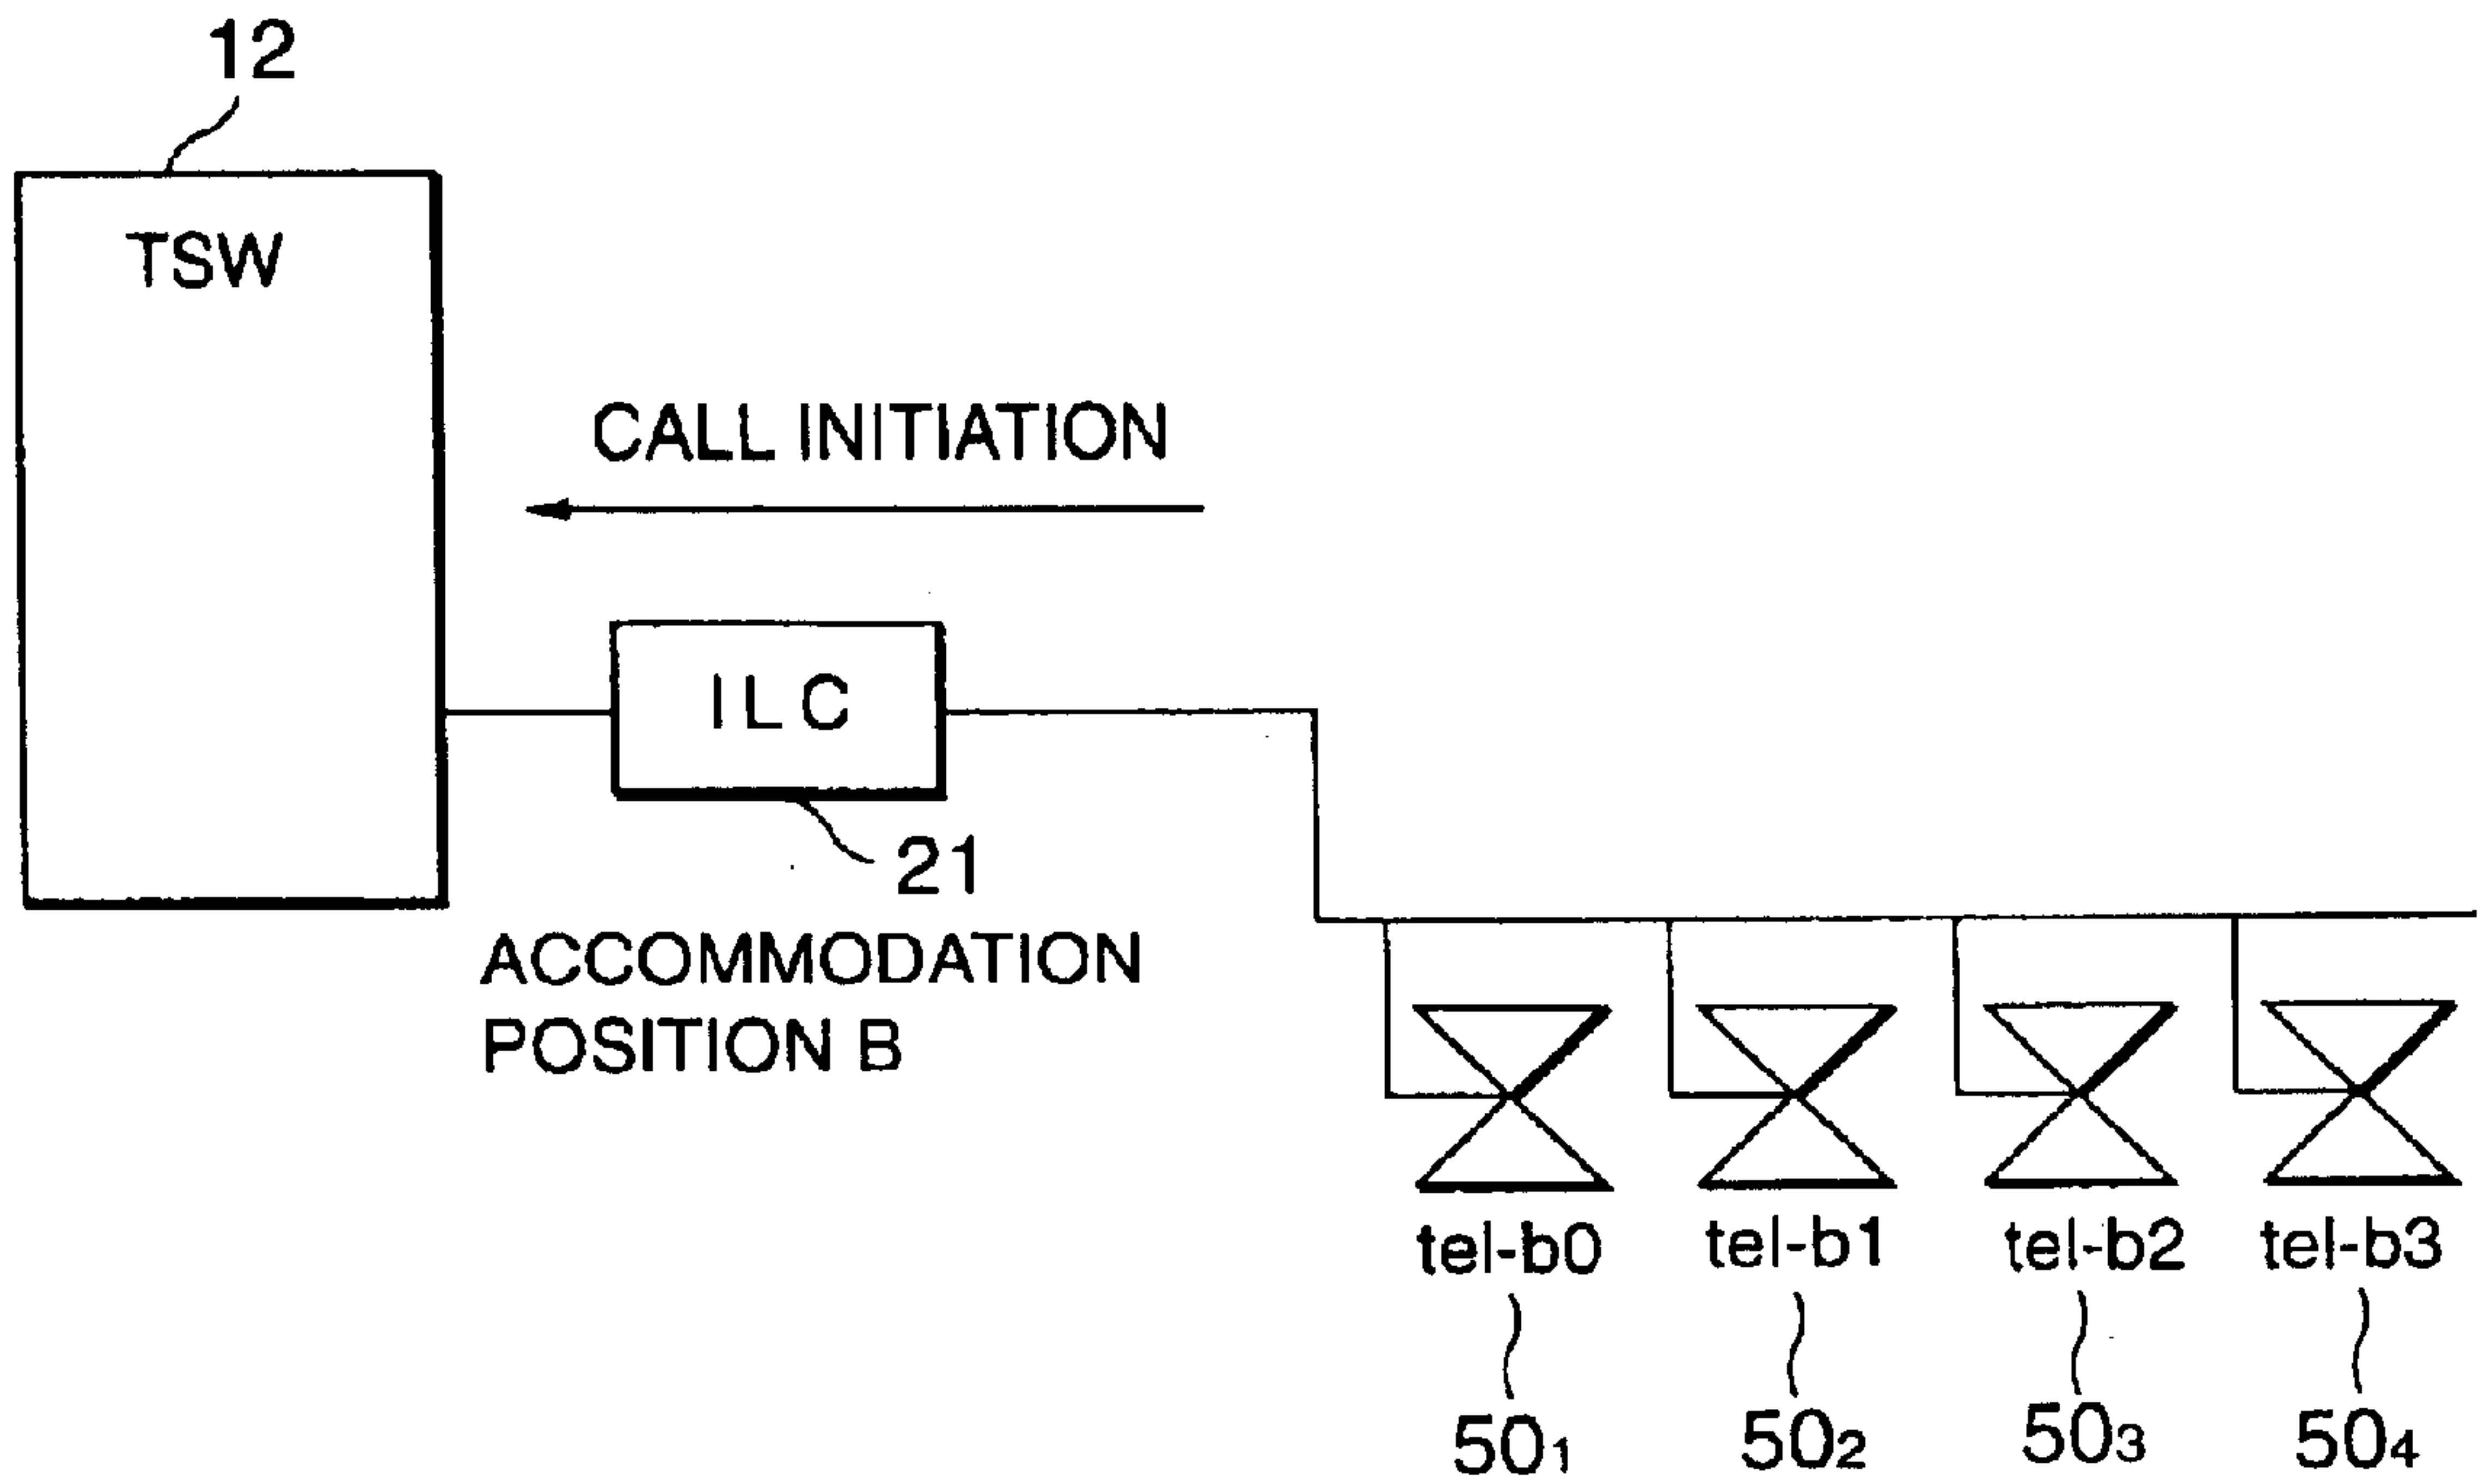 12
TSW
CALL INITIATION
ILC
21
ACCOMMODATION
POSITION B
tel-b0 tel-b1 tel-b2 tel-b3
50₁ 50₂ 50₃ 50₄